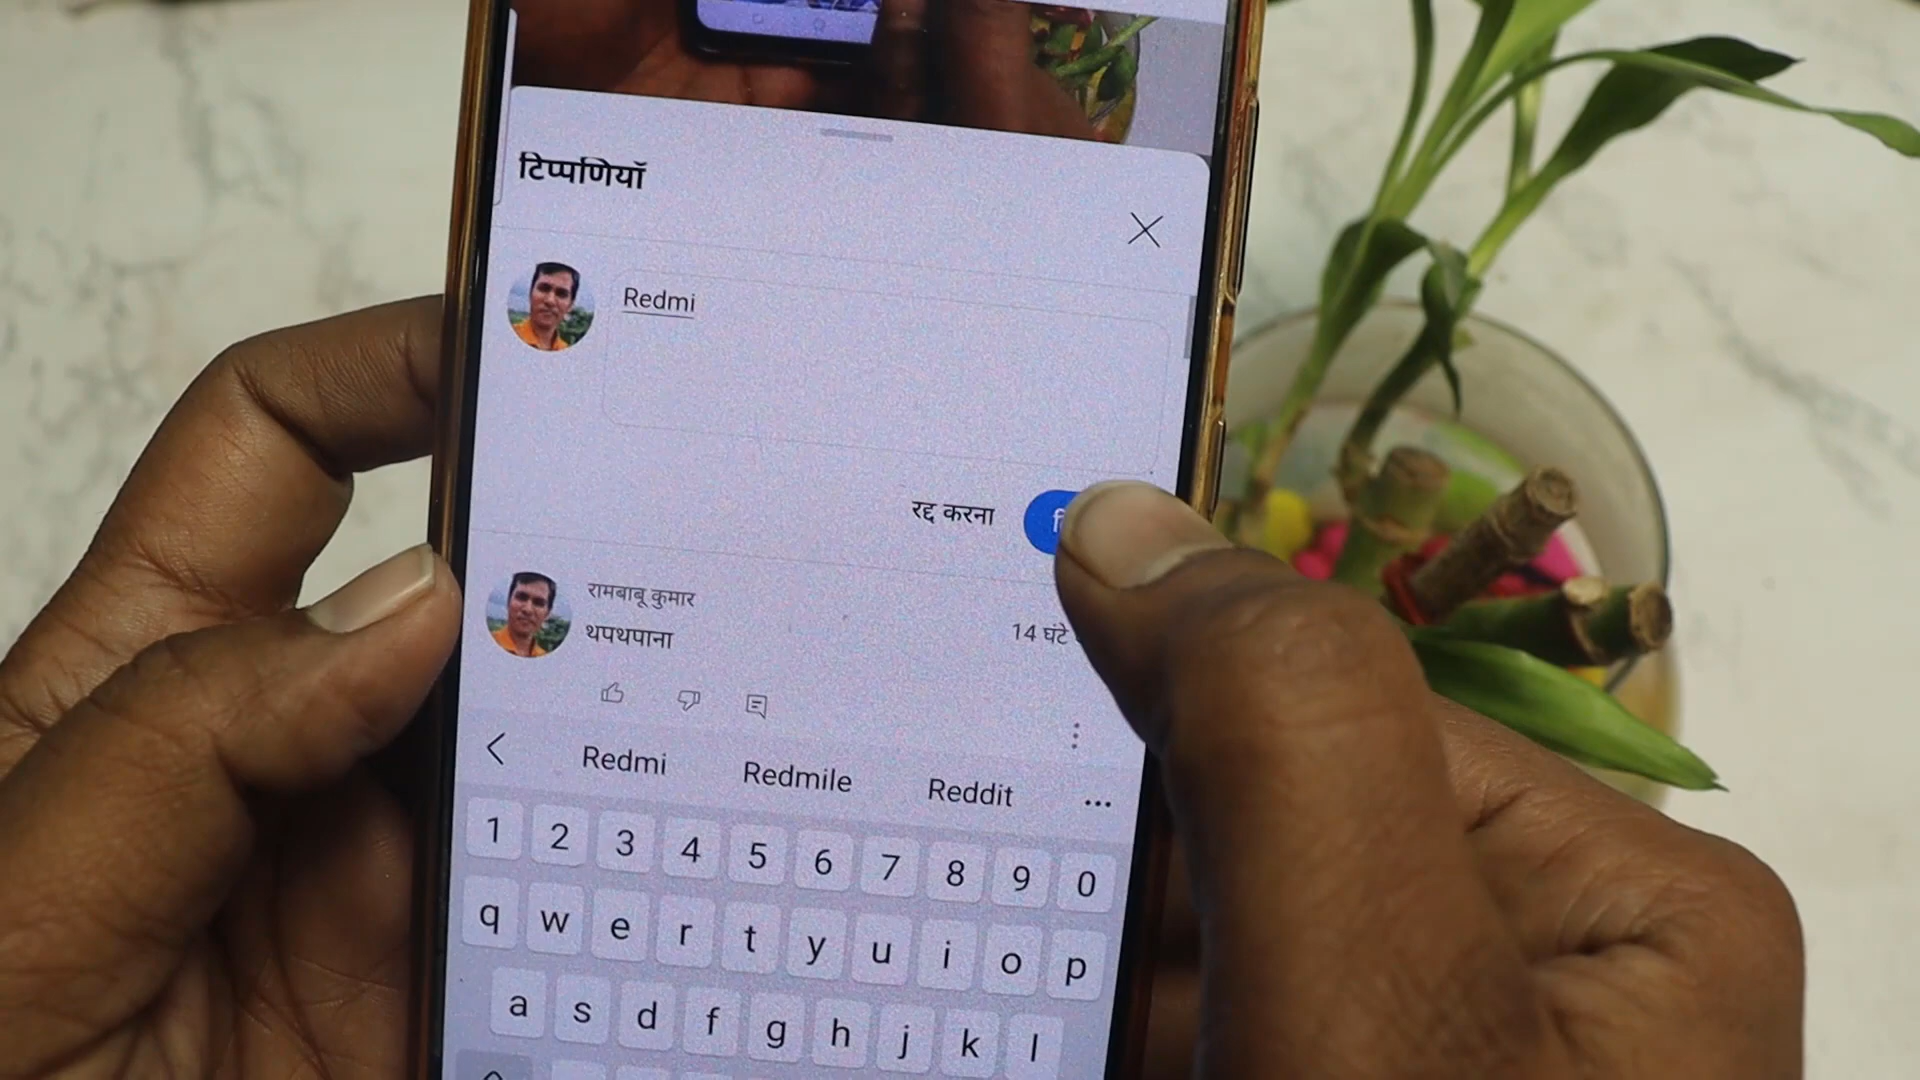 टिप्पणियाँ
Redmi
रद्द करना
रामबाबू कुमार
14 घंटे
थपथपाना
Redmi Redmile Reddit
1 2 3 4 5 6 7 8 9 0
q w e r t y u i o p
a s d f g h j k l